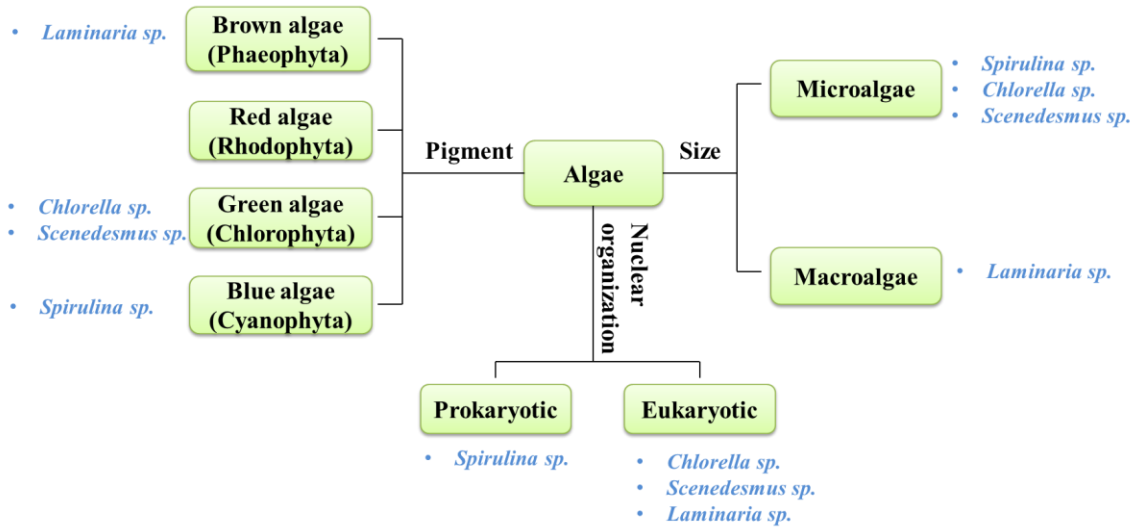 • Laminaria sp.
Brown algae
(Phaeophyta)
Red algae
(Rhodophyta)
• Chlorella sp.
• Scenedesmus sp.
Green algae
(Chlorophyta)
• Spirulina sp.
Blue algae
(Cyanophyta)
Pigment
Algae
Size
Nuclear
organization
Microalgae
• Spirulina sp.
• Chlorella sp.
• Scenedesmus sp.
Macroalgae
• Laminaria sp.
Prokaryotic
• Spirulina sp.
Eukaryotic
• Chlorella sp.
• Scenedesmus sp.
• Laminaria sp.